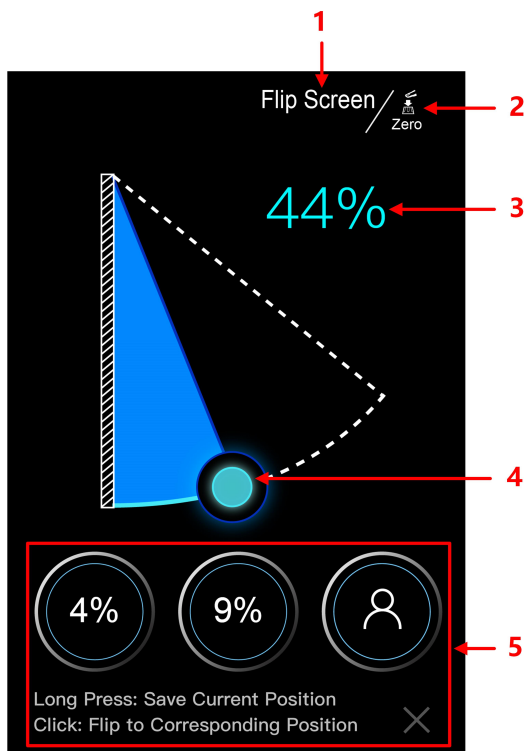 1
Flip Screen
Zero
2
44%
3
4
4%
9%
5
Long Press: Save Current Position
Click: Flip to Corresponding Position